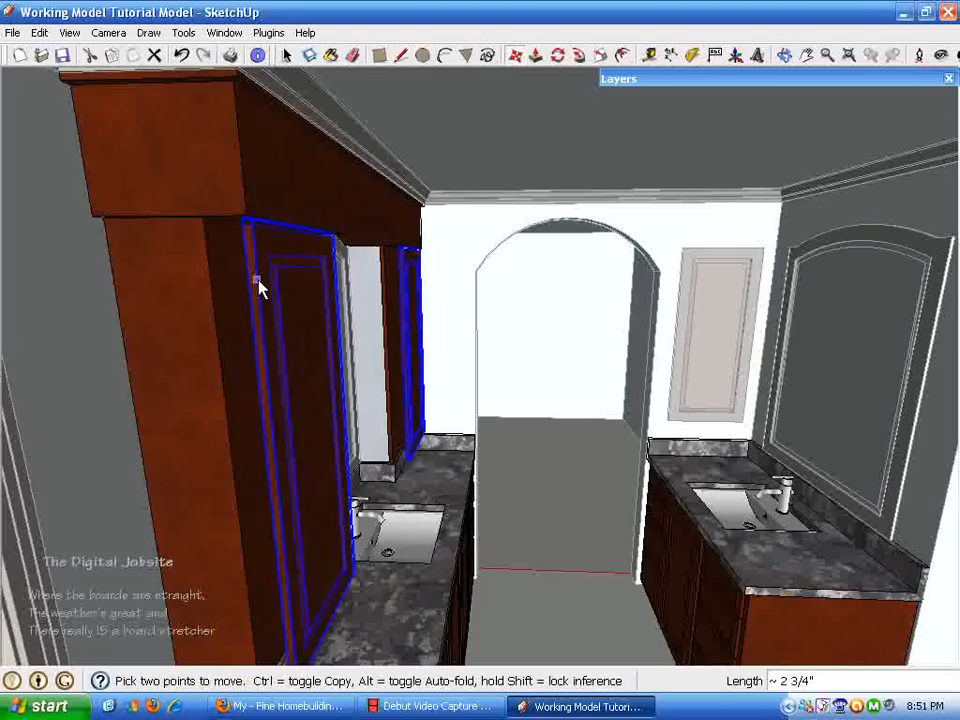 Working Model Tutorial Model - SketchUp
File Edit View Camera Draw Tools Window Plugins Help
Layers
The Digital Jobsite
Where the boards are straight,
The weather's great and
There really IS a board stretcher
Pick two points to move. Ctrl = toggle Copy, Alt = toggle Auto-fold, hold Shift = lock inference
Length ~ 2 3/4"
start
My - Fine Homebuildin...
Debut Video Capture ...
Working Model Tutori...
8:51 PM